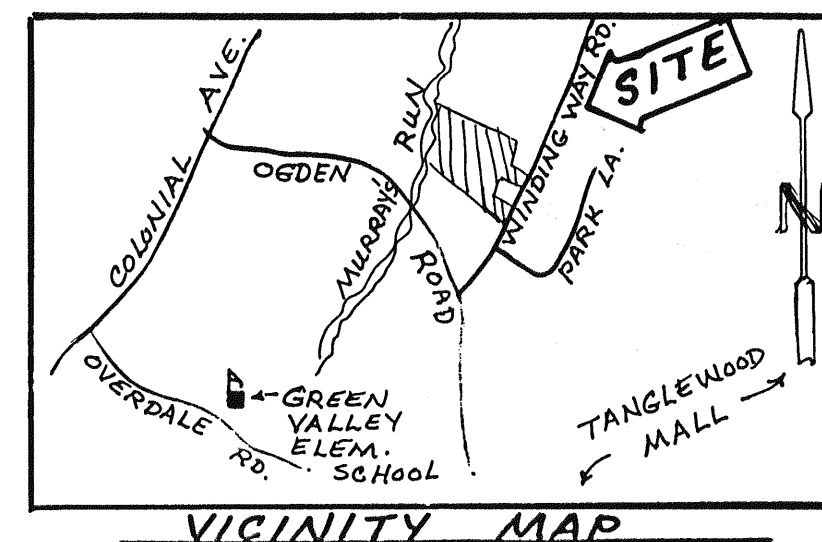 COLONIAL AVE.
OGDEN ROAD
MURRAY'S RUN
WINDING WAY RD.
SITE
PARK LA.
N
OVERDALE RD.
GREEN
VALLEY
ELEM.
SCHOOL
TANGLEWOOD
MALL
VICINITY MAP